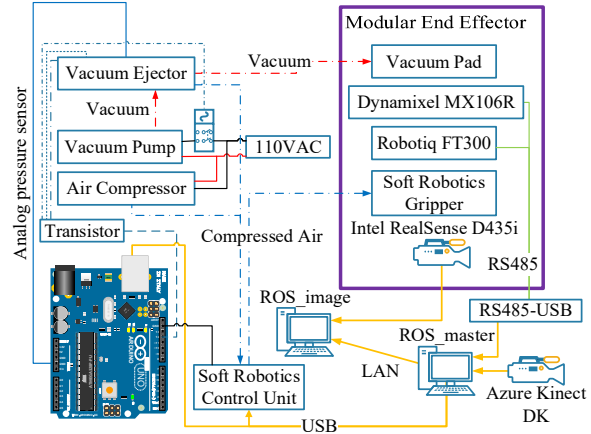 Modular End Effector
Vacuum Ejector
Vacuum
Vacuum Pad
Vacuum
Dynamixel MX106R
Vacuum Pump
110VAC
Robotiq FT300
Air Compressor
Soft Robotics
Gripper
Analog pressure sensor
Transistor
Compressed Air
Intel RealSense D435i
RS485
ROS_image
RS485-USB
ROS_master
LAN
ARDUINO
UNO
Soft Robotics
Control Unit
Azure Kinect
DK
USB